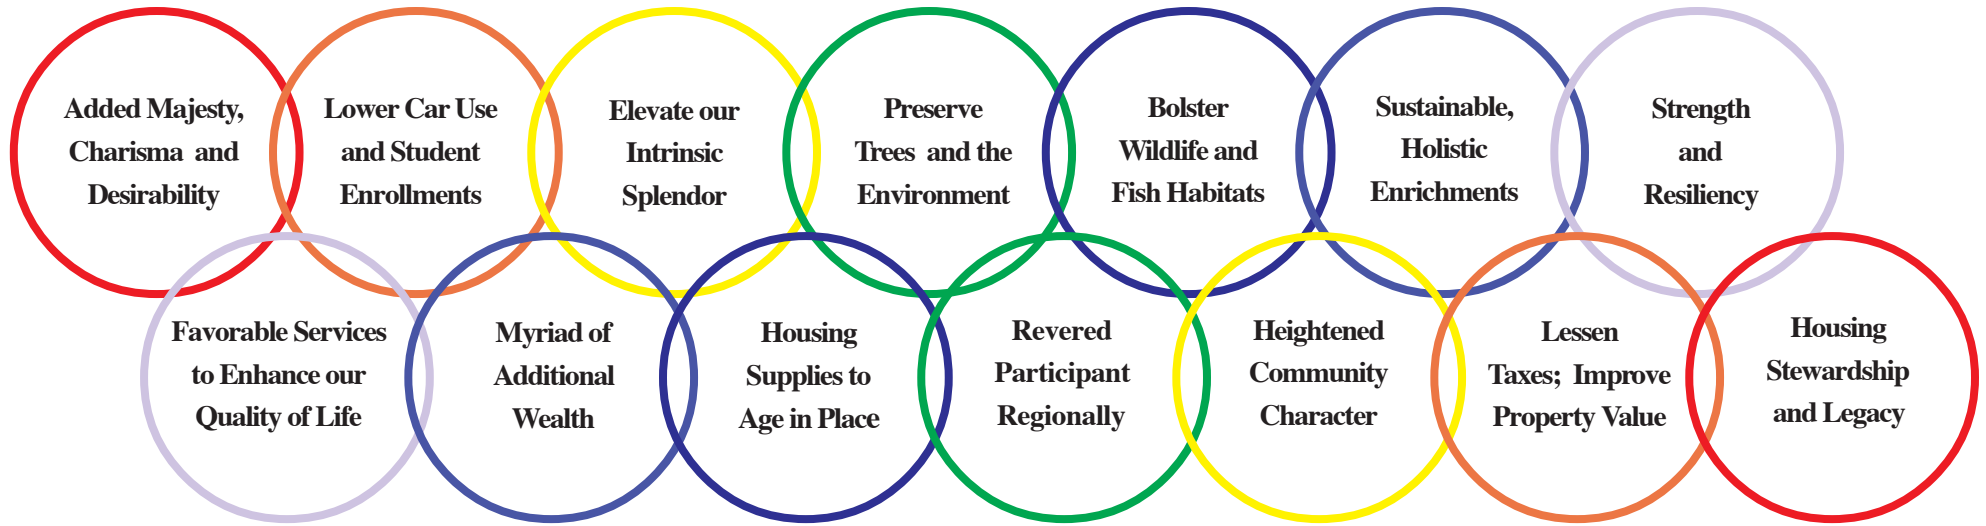 Added Majesty,
Charisma and
Desirability
Lower Car Use
and Student
Enrollments
Elevate our
Intrinsic
Splendor
Preserve
Trees and the
Environment
Bolster
Wildlife and
Fish Habitats
Sustainable,
Holistic
Enrichments
Strength
and
Resiliency
Favorable Services
to Enhance our
Quality of Life
Myriad of
Additional
Wealth
Housing
Supplies to
Age in Place
Revered
Participant
Regionally
Heightened
Community
Character
Lessen
Taxes; Improve
Property Value
Housing
Stewardship
and Legacy